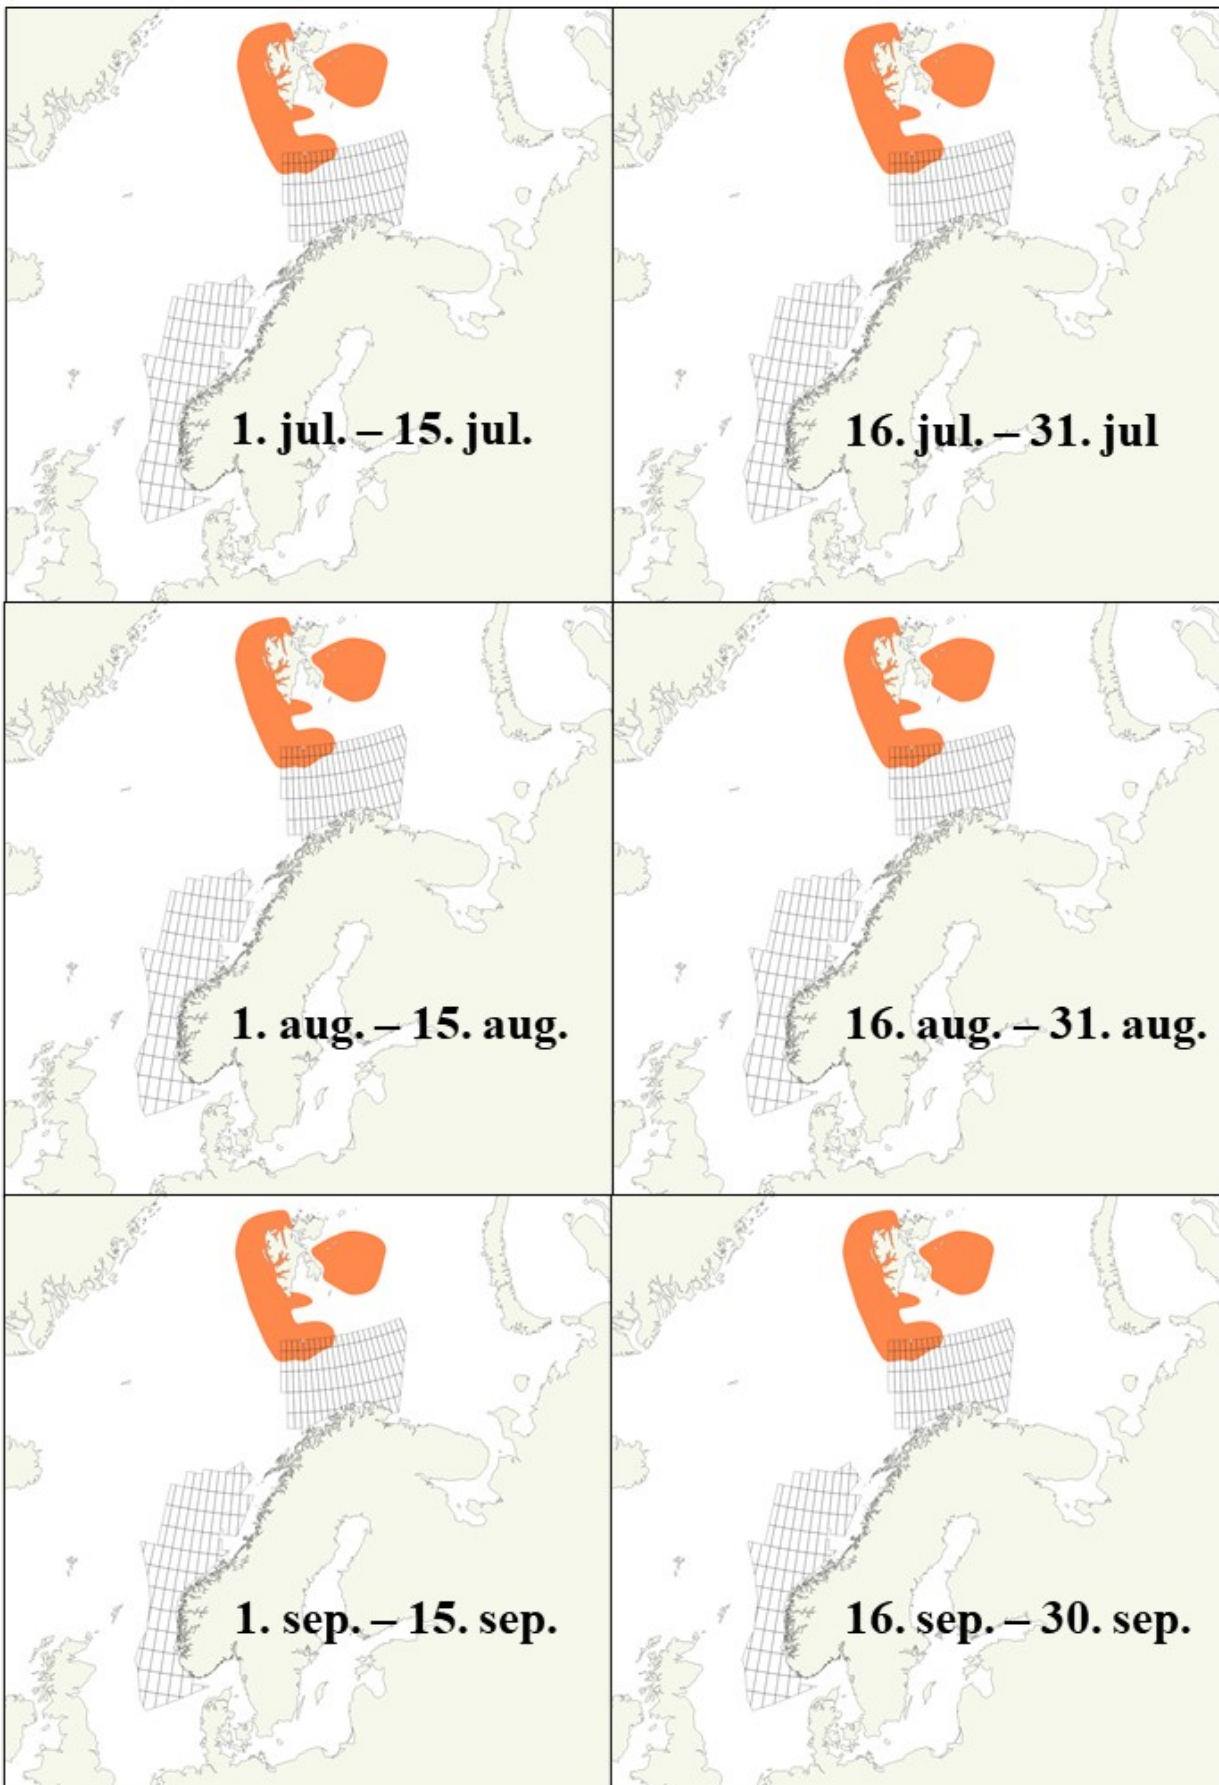 1. jul. – 15. jul.
16. jul. – 31. jul
1. aug. – 15. aug.
16. aug. – 31. aug.
1. sep. – 15. sep.
16. sep. – 30. sep.